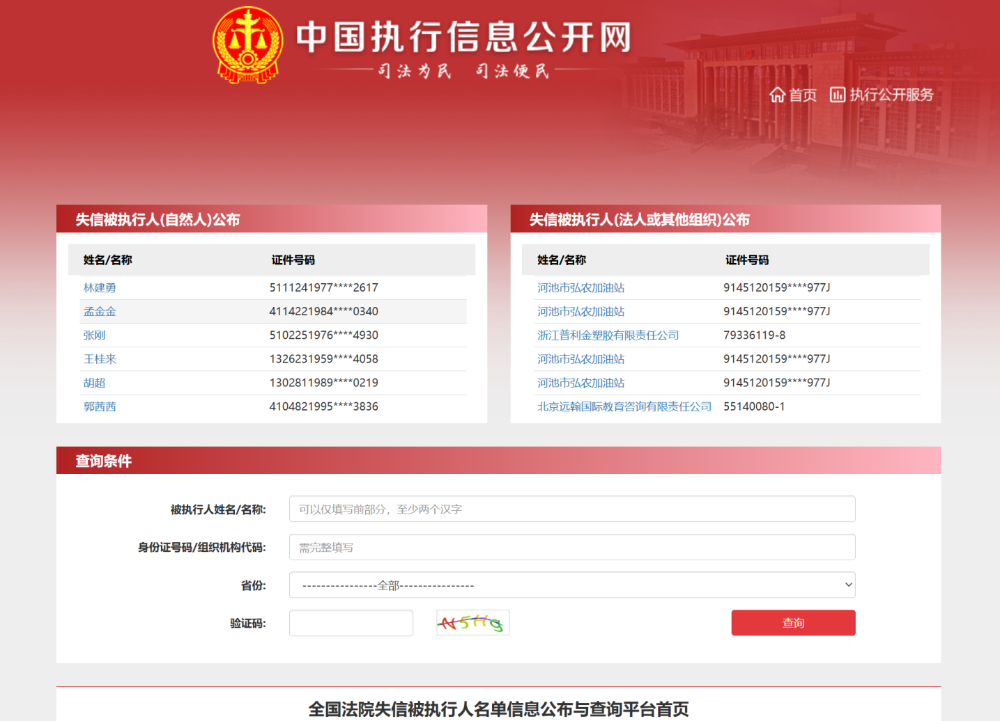 中国执行信息公开网
司法为民 司法便民
首页 执行公开服务
失信被执行人(自然人)公布
姓名/名称 证件号码
林建勇 5111241977****2617
孟金金 4114221984****0340
张刚 5102251976****4930
王桂来 1326231959****4058
胡超 1302811989****0219
郭茜茜 4104821995****3836
失信被执行人(法人或其他组织)公布
姓名/名称 证件号码
河池市弘农加油站 9145120159****977J
河池市弘农加油站 9145120159****977J
浙江普利金塑胶有限责任公司 79336119-8
河池市弘农加油站 9145120159****977J
河池市弘农加油站 9145120159****977J
北京远翰国际教育咨询有限责任公司 55140080-1
查询条件
被执行人姓名/名称: 可以仅填写前部分，至少两个汉字
身份证号码/组织机构代码: 需完整填写
省份: ----------------全部----------------
验证码: N5Hg 查询
全国法院失信被执行人名单信息公布与查询平台首页